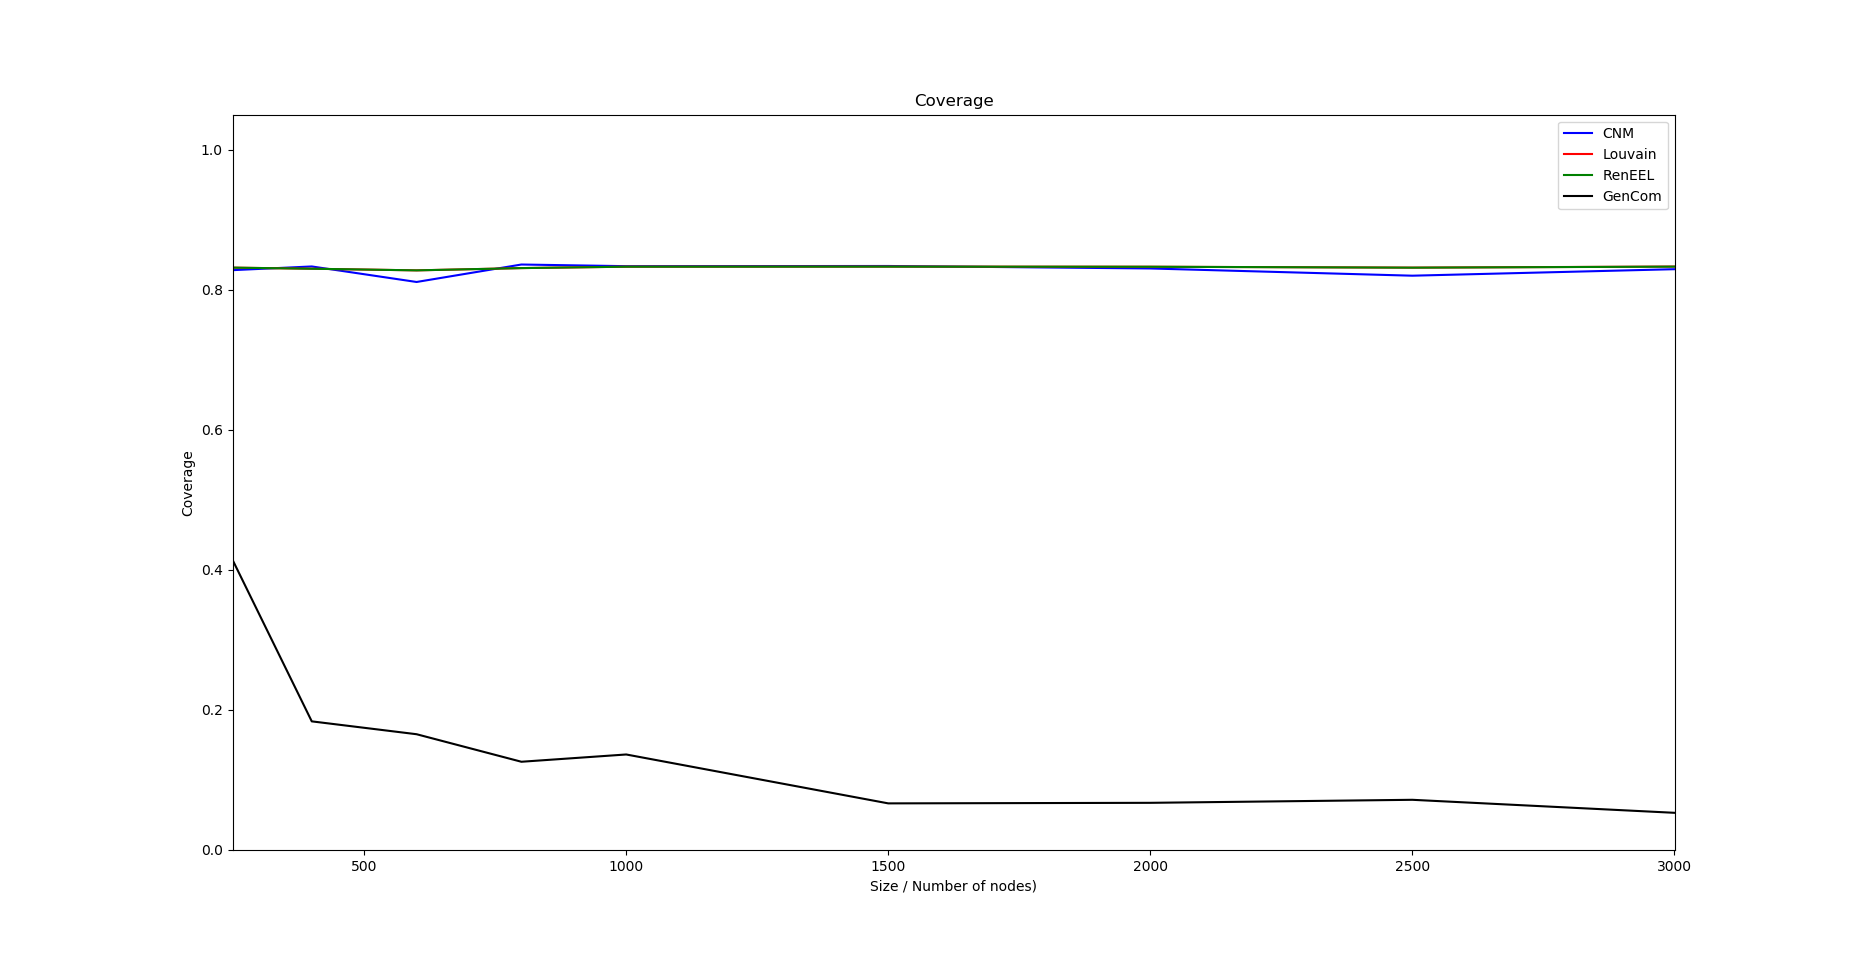 Coverage
1.0
0.8
0.6
0.4
0.2
0.0
Coverage
CNM
Louvain
RenEEL
GenCom
500 1000 1500 2000 2500 3000
Size / Number of nodes)